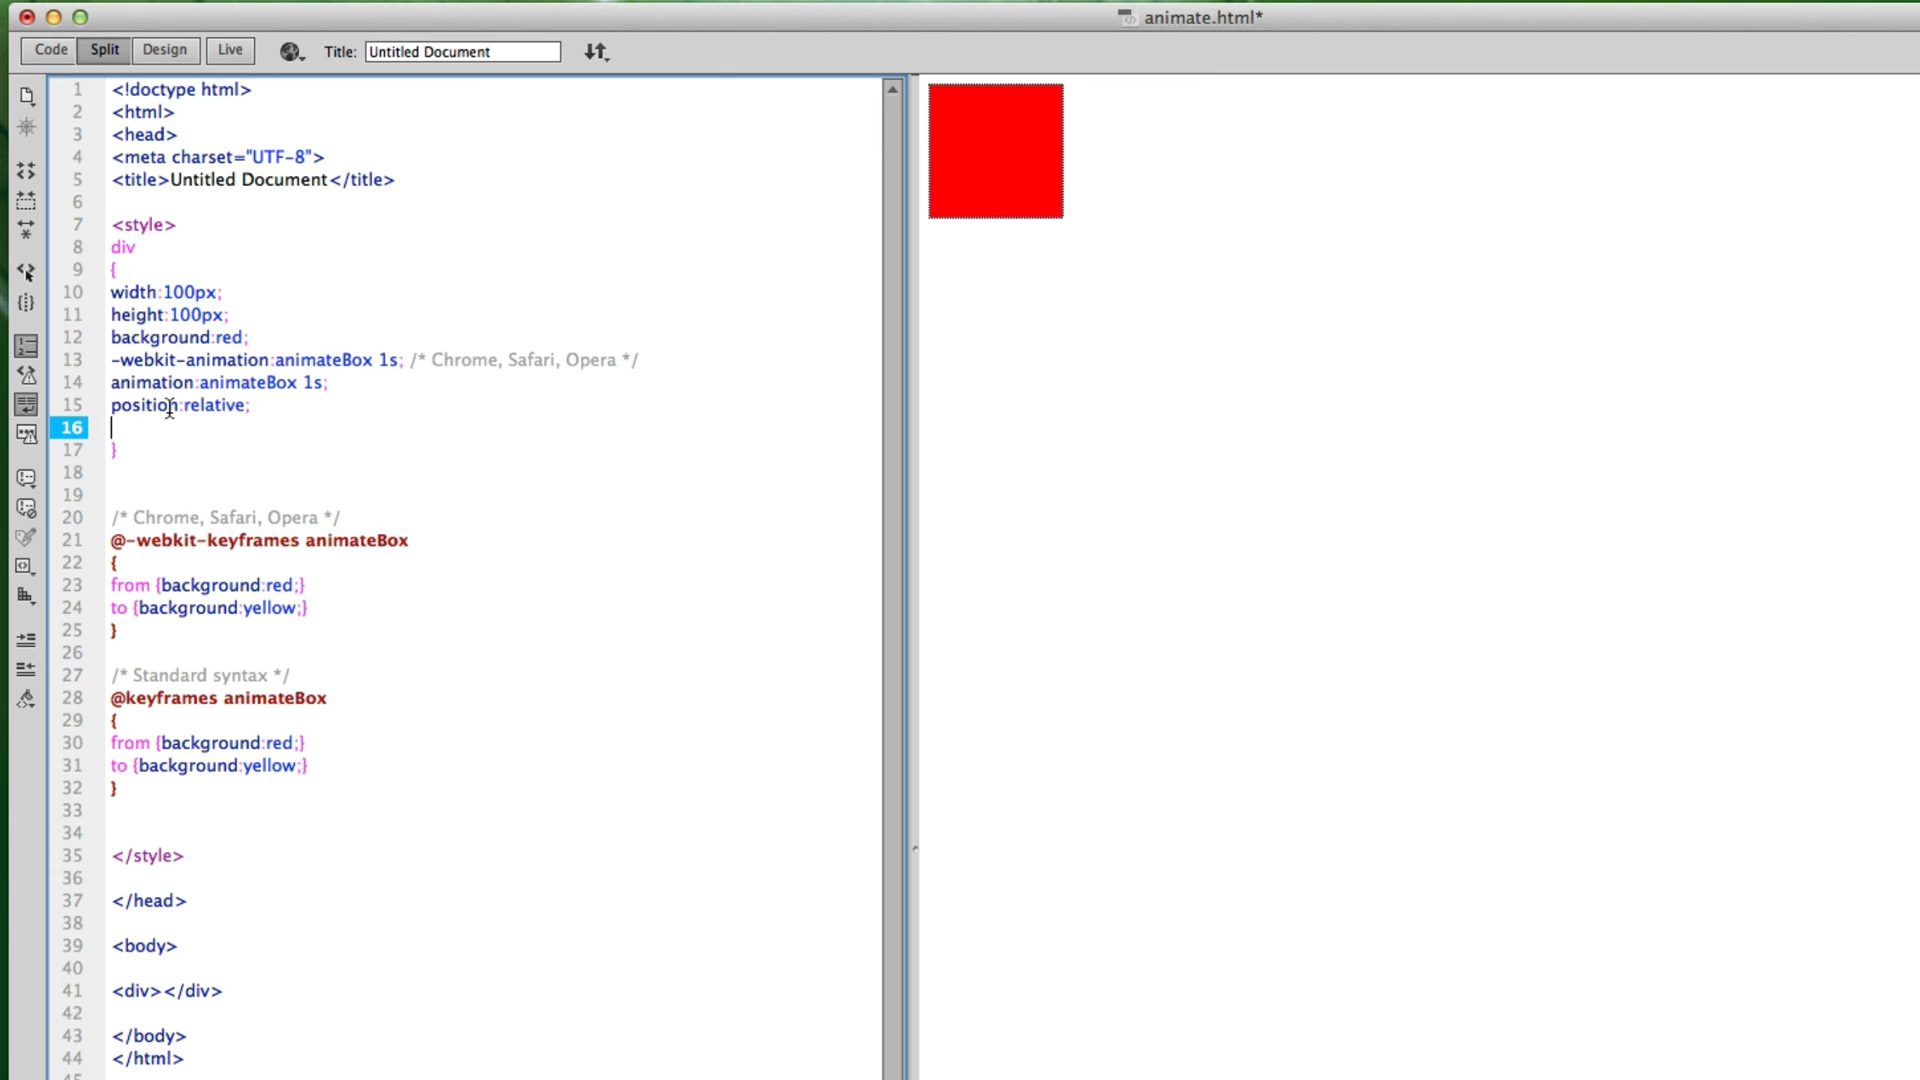 animate.html*
Code Split Design Live Title: Untitled Document
1 <!doctype html>
2 <html>
3 <head>
4 <meta charset="UTF-8">
5 <title>Untitled Document</title>
6
7 <style>
8 div
9 {
10 width:100px;
11 height:100px;
12 background:red;
13 -webkit-animation:animateBox 1s; /* Chrome, Safari, Opera */
14 animation:animateBox 1s;
15 position:relative;
16
17 }
18
19
20 /* Chrome, Safari, Opera */
21 @-webkit-keyframes animateBox
22 {
23 from {background:red;}
24 to {background:yellow;}
25 }
26
27 /* Standard syntax */
28 @keyframes animateBox
29 {
30 from {background:red;}
31 to {background:yellow;}
32 }
33
34
35 </style>
36
37 </head>
38
39 <body>
40
41 <div></div>
42
43 </body>
44 </html>
45